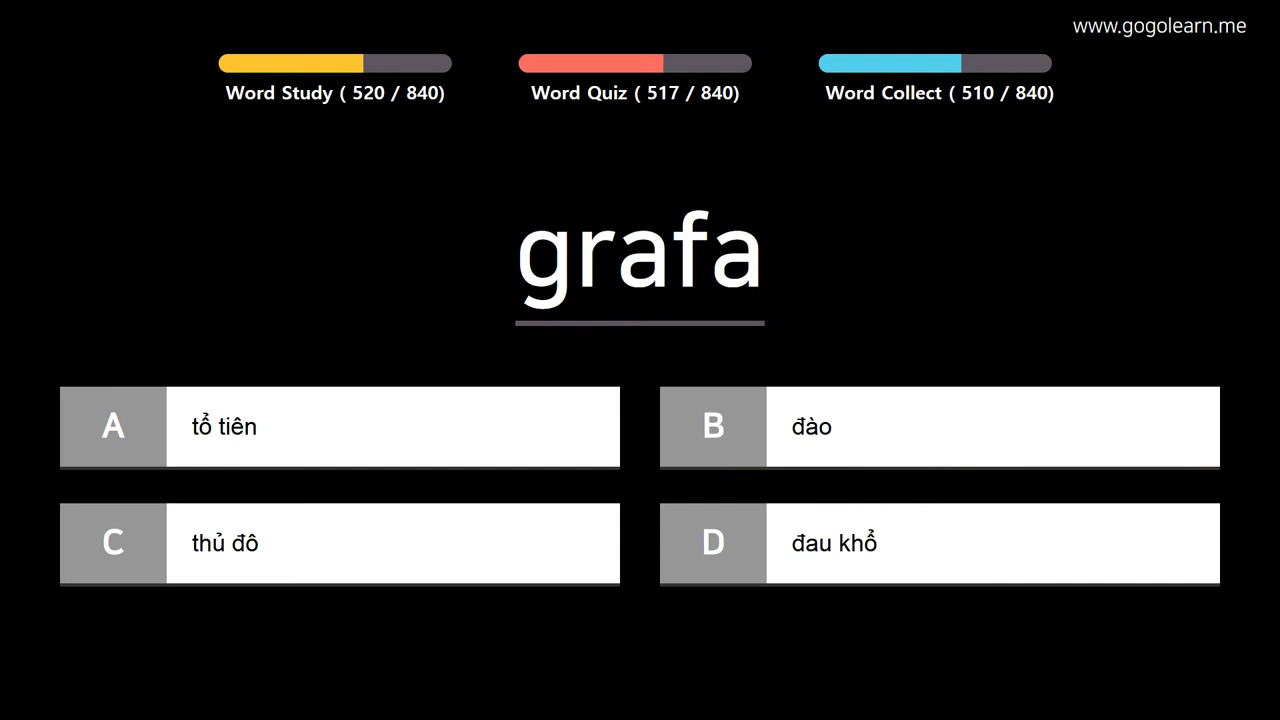 www.gogolearn.me
Word Study ( 520 / 840)
Word Quiz ( 517 / 840)
Word Collect ( 510 / 840)
grafa
A tổ tiên
B đào
C thủ đô
D đau khổ